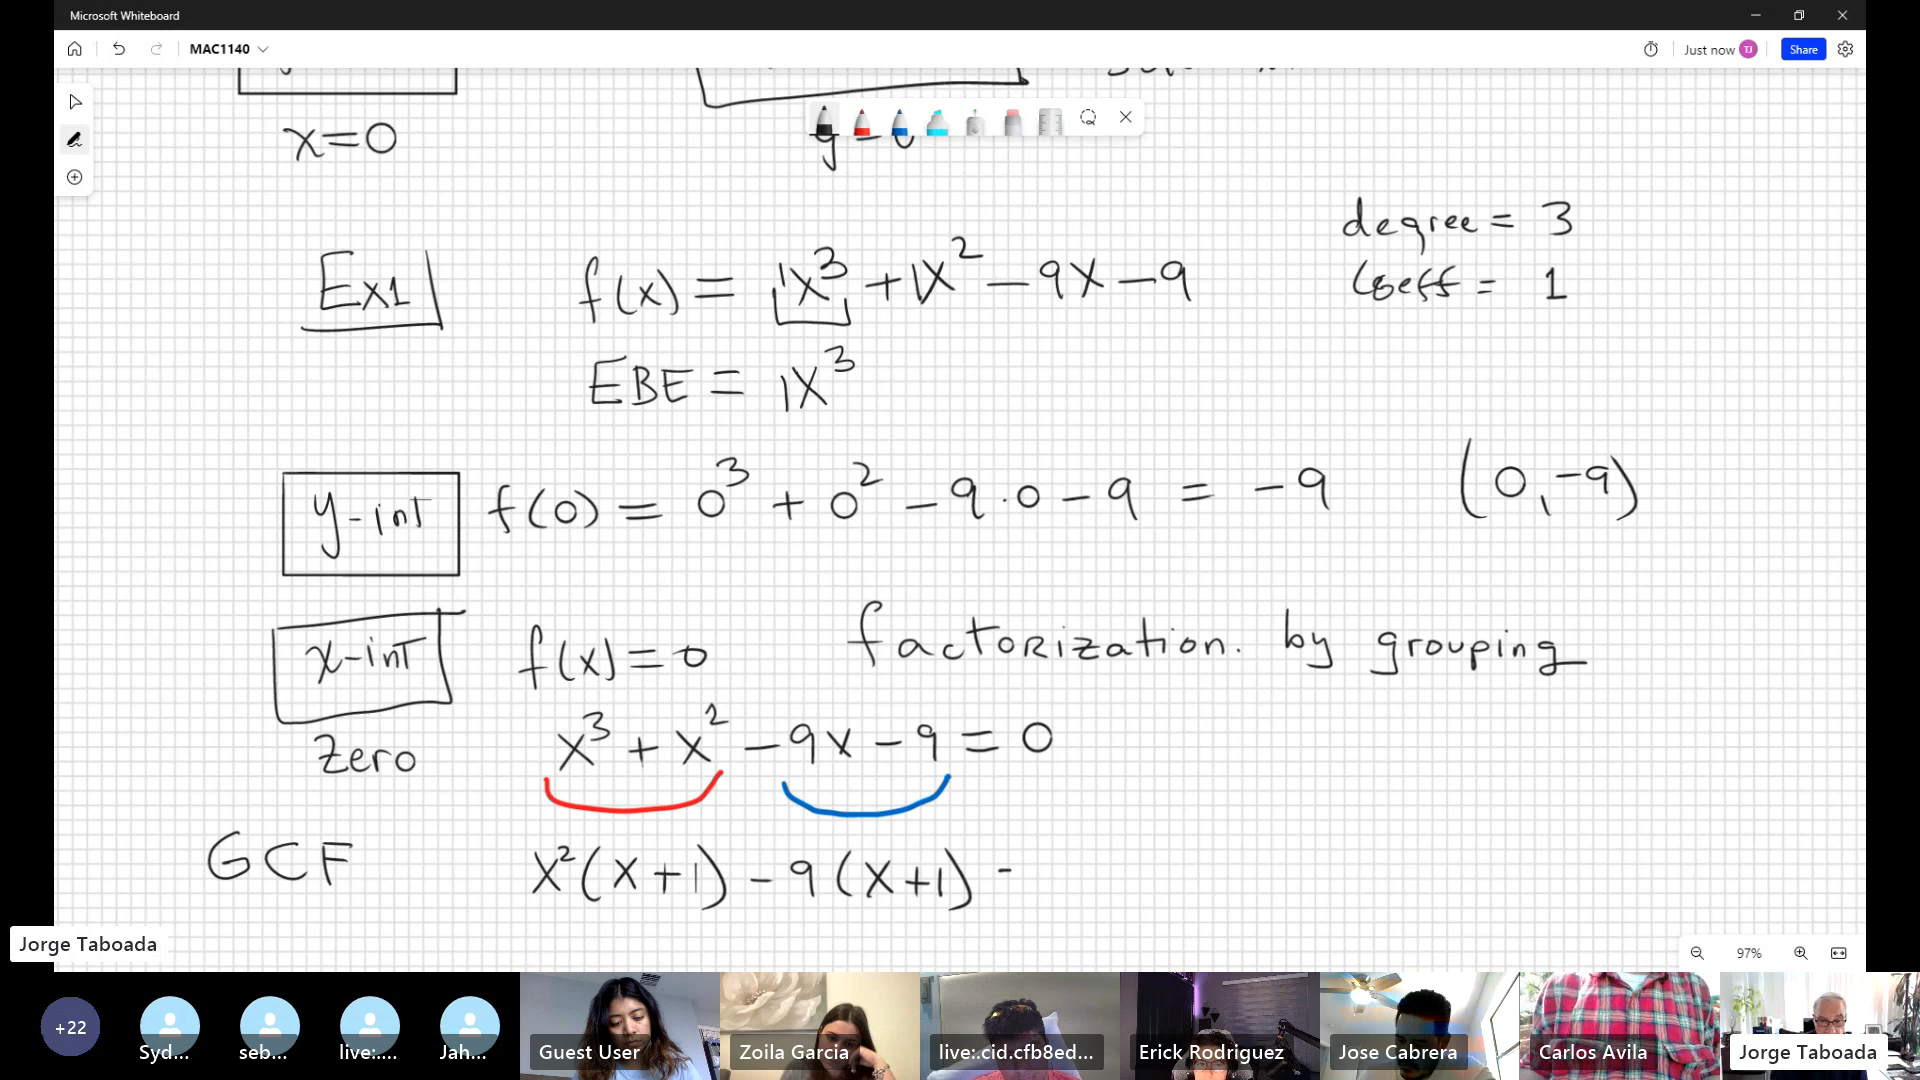 Microsoft Whiteboard
MAC1140
Just now TJ Share
x=0
y=0
degree = 3
Coeff = 1
Ex1 f(x) = 1x³ + 1x² - 9x - 9
EBE = 1x³
y-int f(0) = 0³ + 0² - 9·0 - 9 = -9 (0, -9)
x-int f(x) = 0 factorization. by grouping
Zero x³ + x² - 9x - 9 = 0
GCF x²(x+1) - 9(x+1) -
Jorge Taboada
97%
+22
Syd...
seb...
live:....
Jah...
Guest User
Zoila Garcia
live:.cid.cfb8ed...
Erick Rodriguez
Jose Cabrera
Carlos Avila
Jorge Taboada